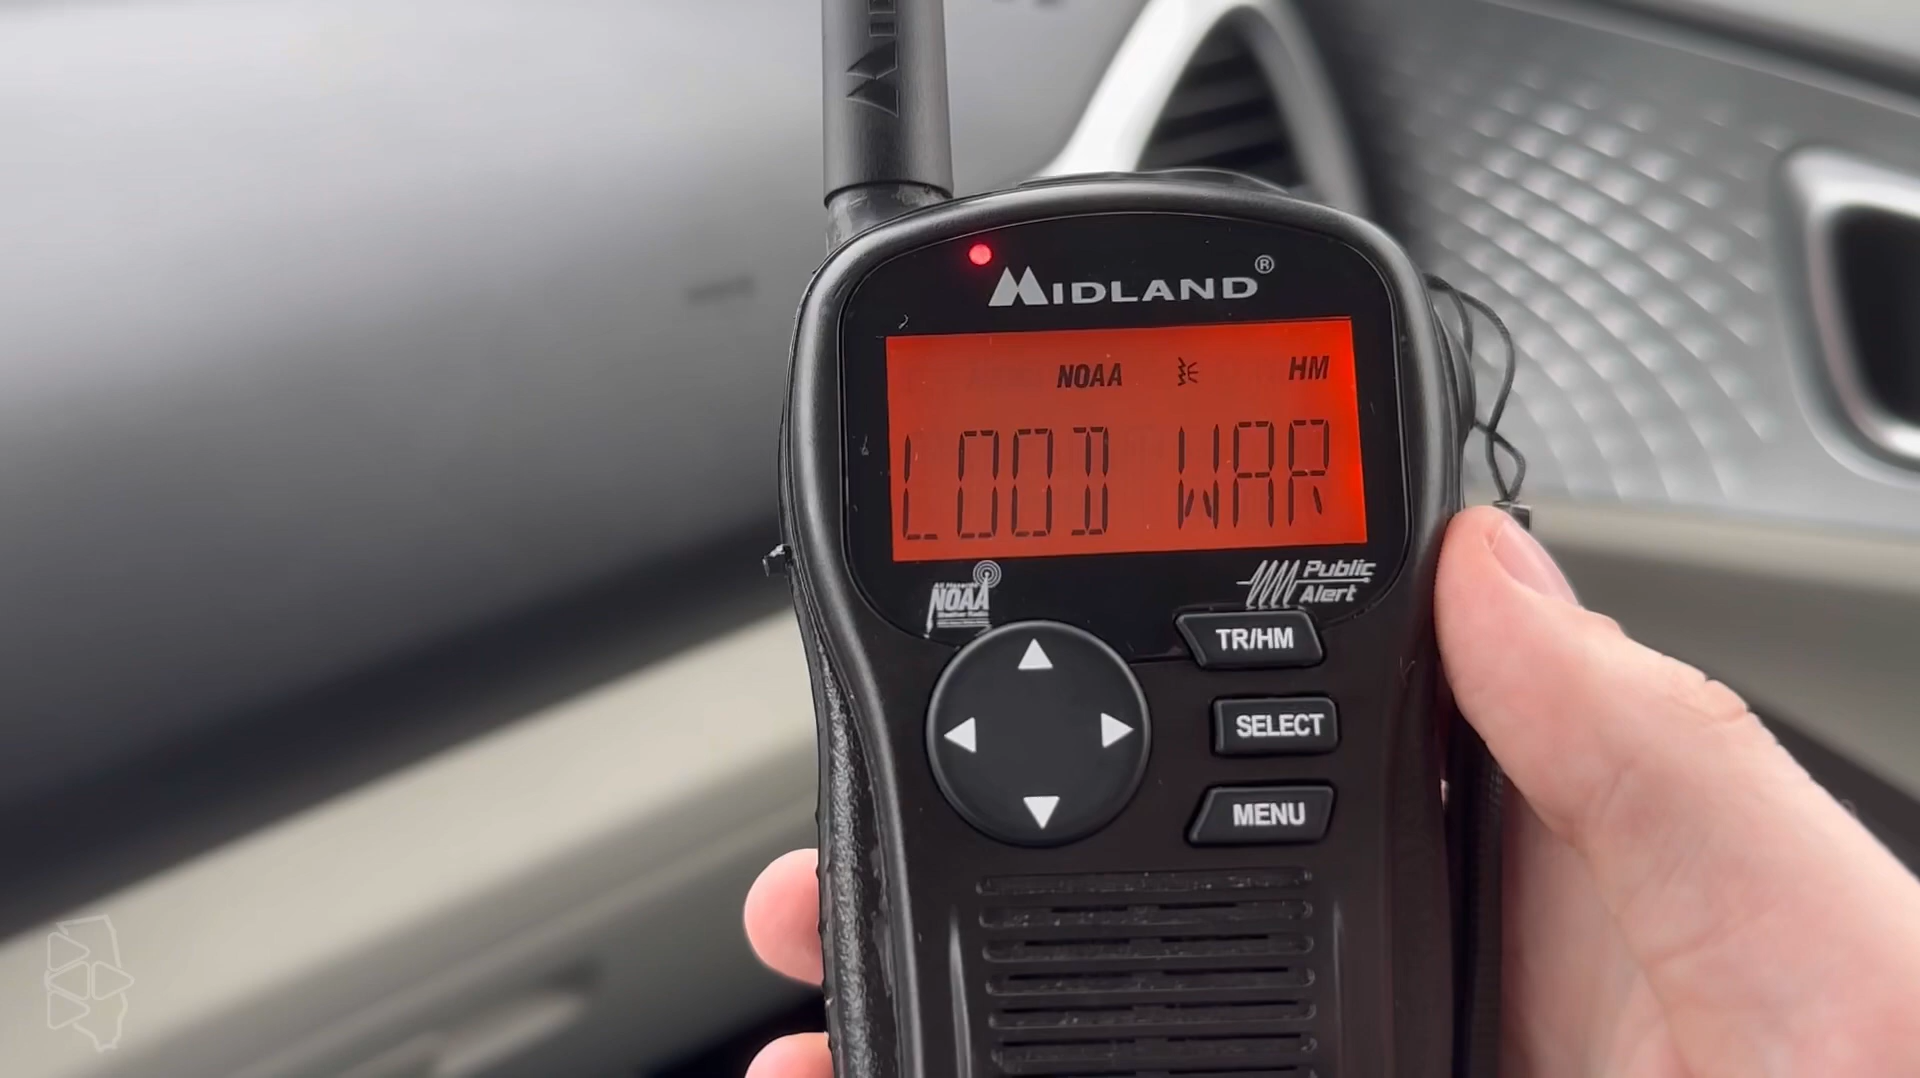 MIDLAND®
NOAA HM
LOOD WAR
NOAA
Public
Alert
TR/HM
SELECT
MENU